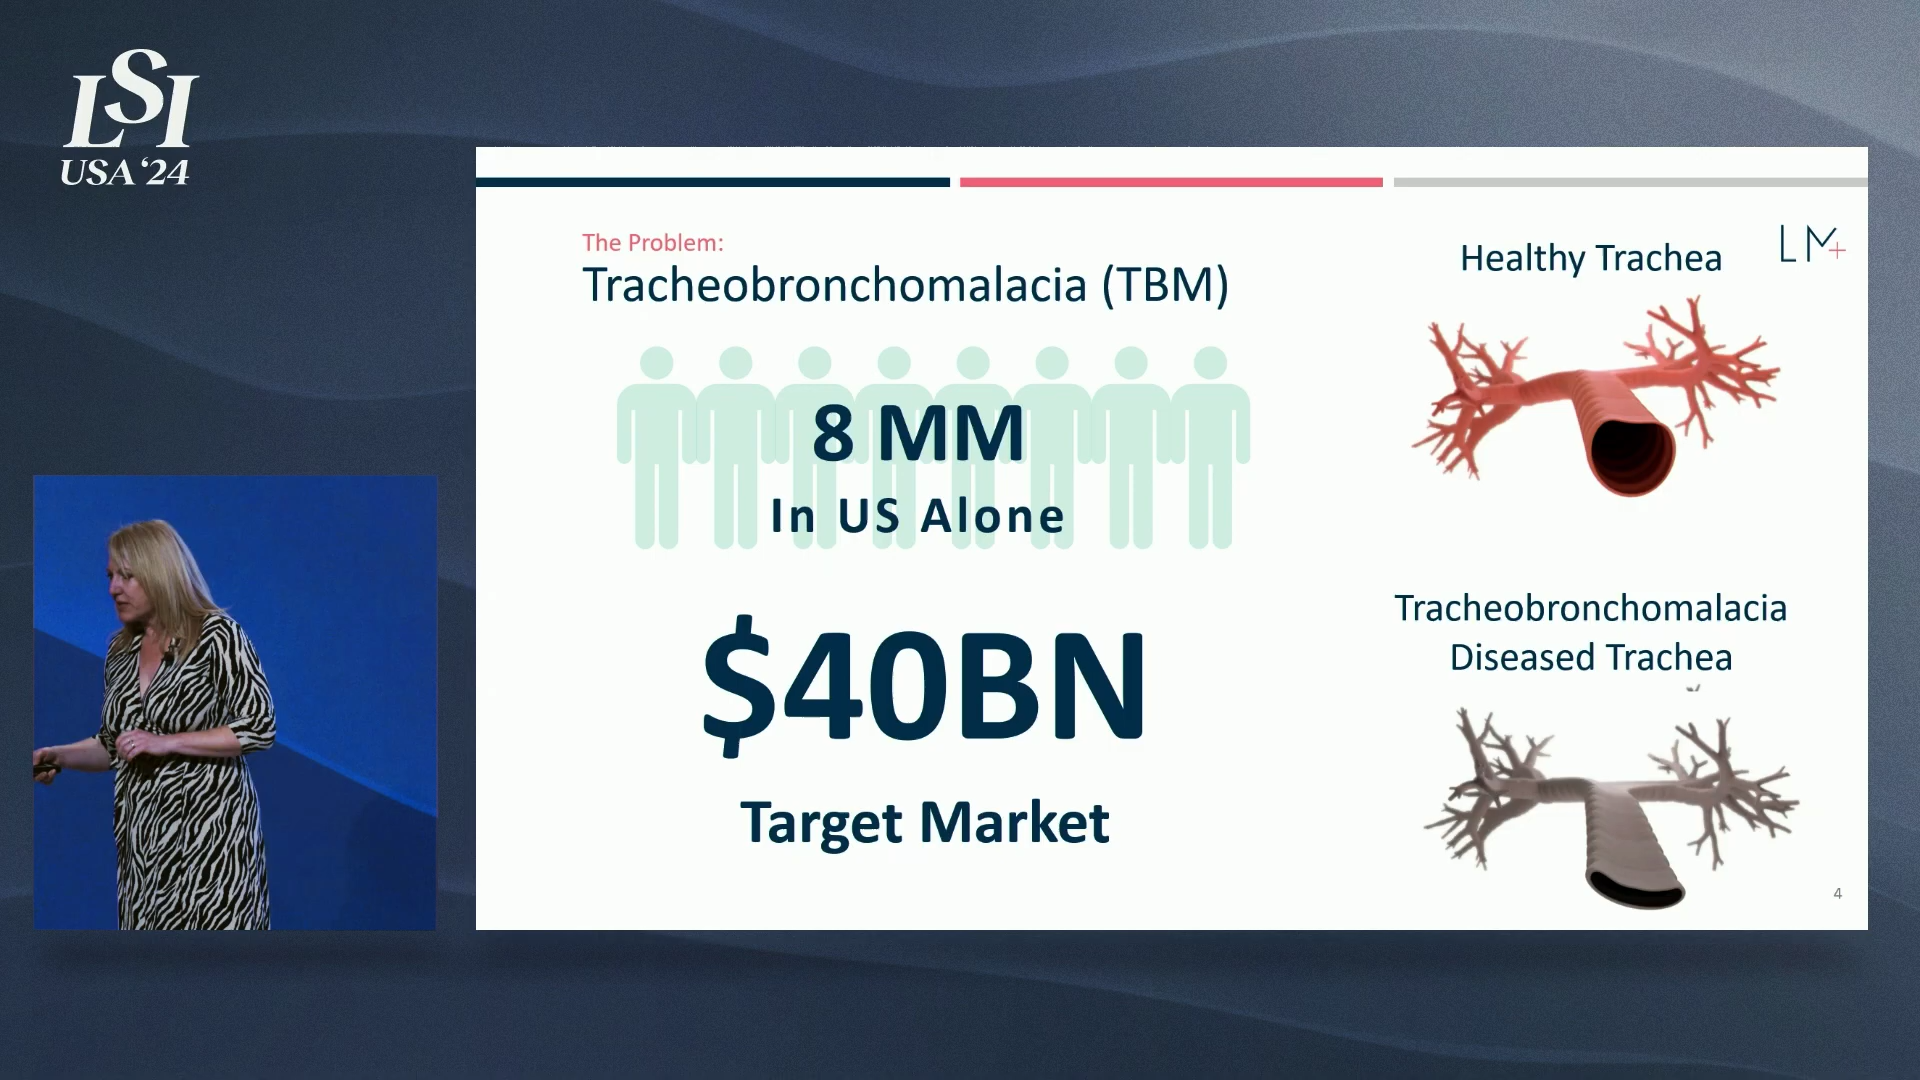 LSI
USA '24
The Problem:
Tracheobronchomalacia (TBM)
8 MM
In US Alone
$40BN
Target Market
Healthy Trachea
LM+
Tracheobronchomalacia
Diseased Trachea
4